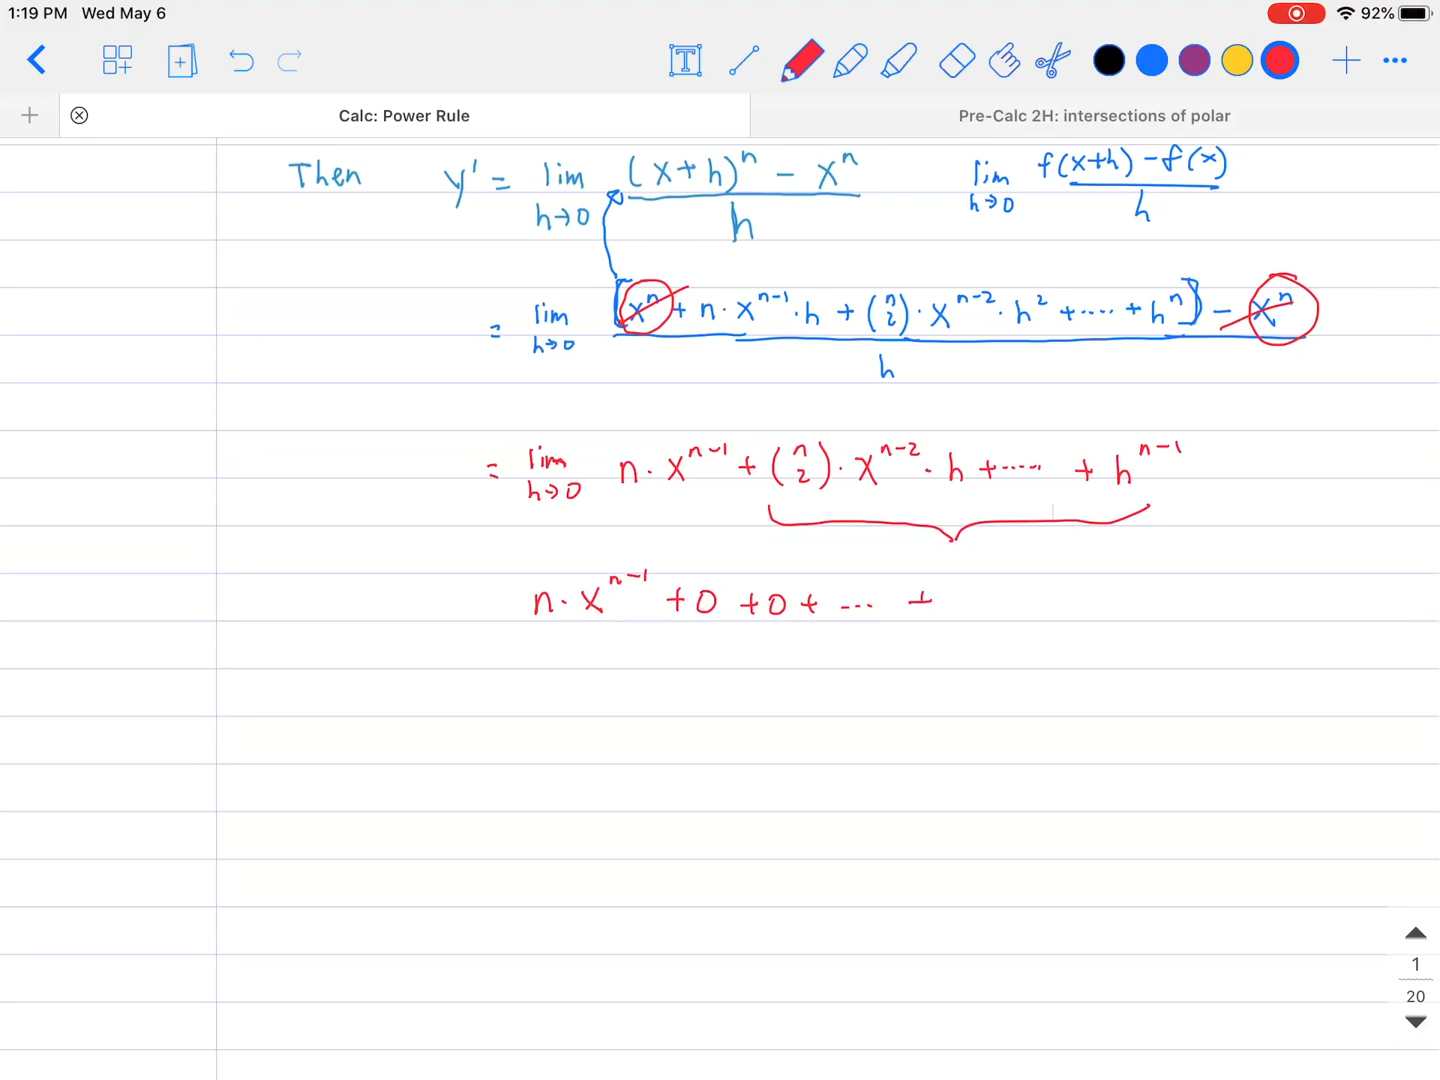 1:19 PM Wed May 6 92%
Calc: Power Rule Pre-Calc 2H: intersections of polar
Then y' = lim h→0 ((x+h)^n - x^n)/h lim h→0 (f(x+h) - f(x))/h
= lim h→0 ([x^n + n·x^(n-1)·h + (n 2)·x^(n-2)·h^2 + ····· + h^n] - x^n)/h
= lim h→0 n·x^(n-1) + (n 2)·x^(n-2)·h + ····· + h^(n-1)
n·x^(n-1) + 0 + 0 + ··· +
1
20